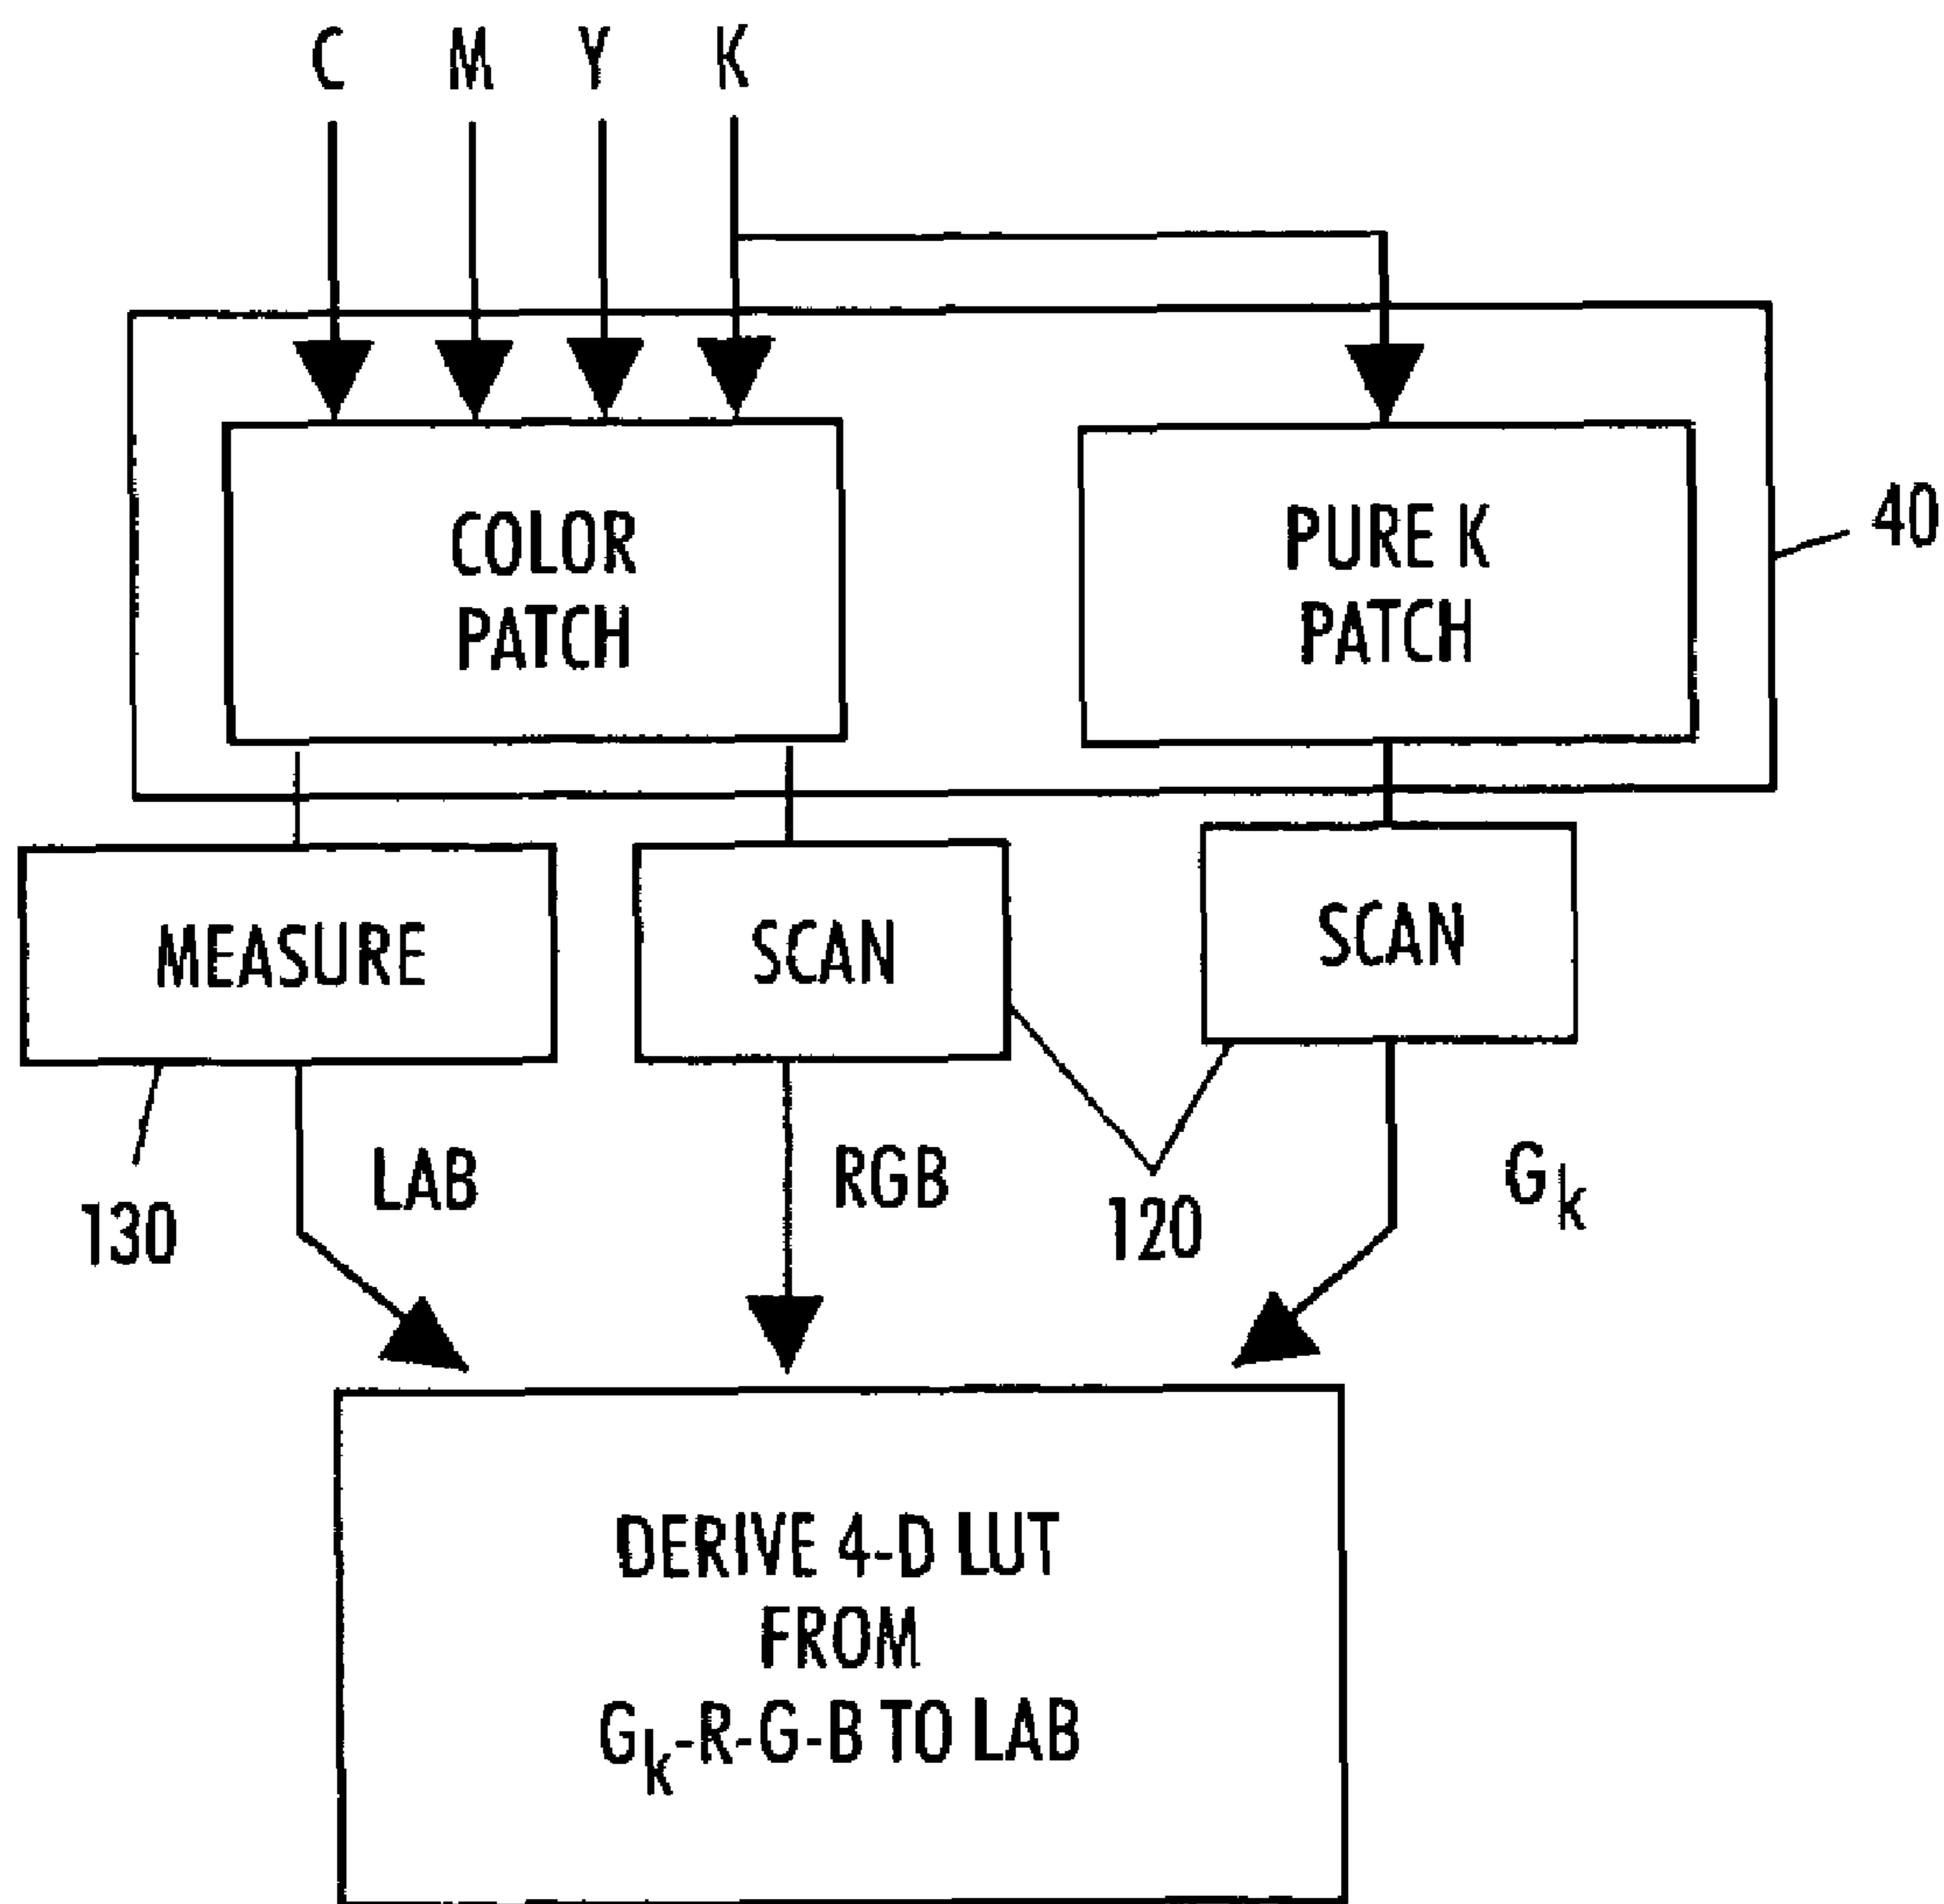 C M Y K
COLOR
PATCH
PURE K
PATCH
40
MEASURE
SCAN
SCAN
130
LAB
RGB
120
Gk
DERIVE 4-D LUT
FROM
Gk-R-G-B TO LAB